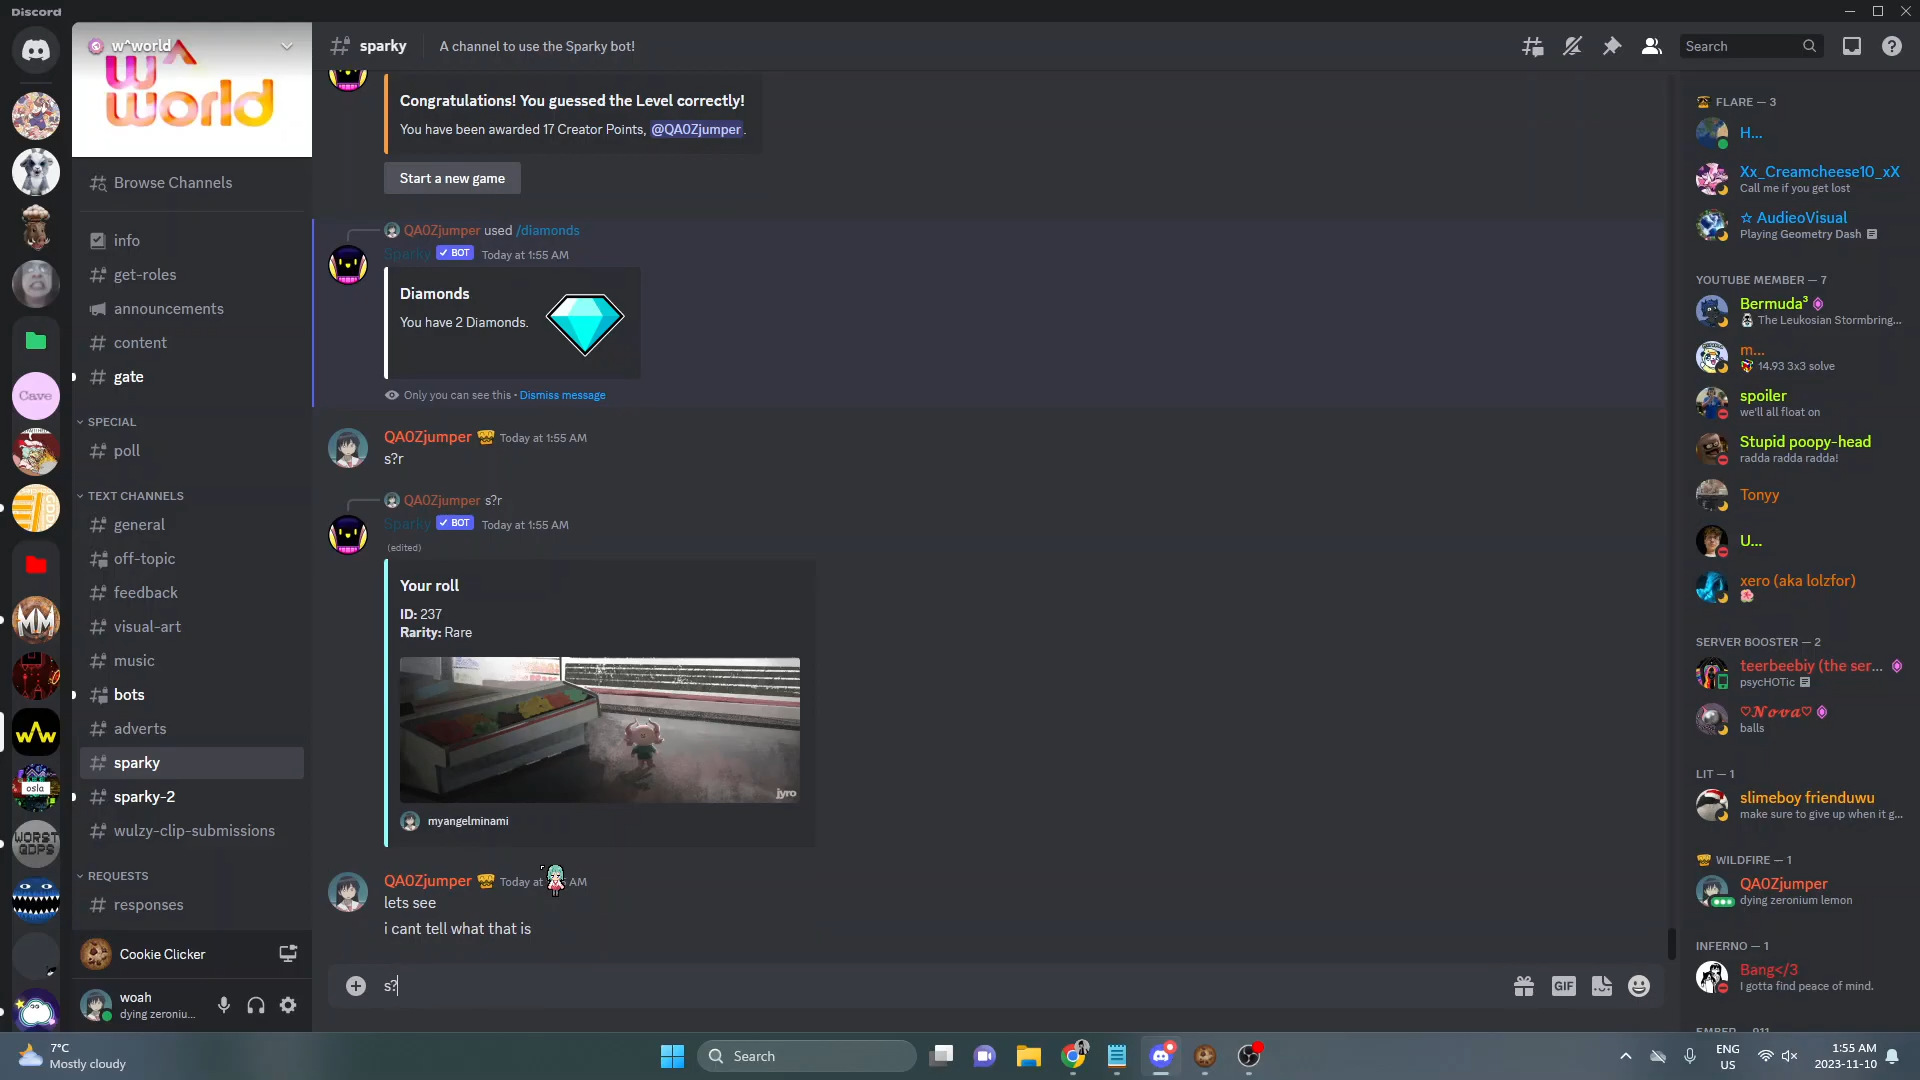 Discord
w^world
w^
world
Browse Channels
info
get-roles
announcements
content
gate
SPECIAL
poll
TEXT CHANNELS
general
off-topic
feedback
visual-art
music
bots
adverts
sparky
sparky-2
wulzy-clip-submissions
REQUESTS
responses
Cookie Clicker
woah
dying zeroniu...
Cave
osla
WORST
GDPS
sparky
A channel to use the Sparky bot!
Search
Congratulations! You guessed the Level correctly!
You have been awarded 17 Creator Points, @QA0Zjumper.
Start a new game
QA0Zjumper used /diamonds
Sparky ✓ BOT Today at 1:55 AM
Diamonds
You have 2 Diamonds.
Only you can see this • Dismiss message
QA0Zjumper Today at 1:55 AM
s?r
QA0Zjumper s?r
Sparky ✓ BOT Today at 1:55 AM
(edited)
Your roll
ID: 237
Rarity: Rare
jyro
myangelminami
QA0Zjumper Today at AM
lets see
i cant tell what that is
s?
GIF
FLARE — 3
H...
Xx_Creamcheese10_xX
Call me if you get lost
☆ AudieoVisual
Playing Geometry Dash
YOUTUBE MEMBER — 7
Bermuda³
The Leukosian Stormbring...
m...
14.93 3x3 solve
spoiler
we'll all float on
Stupid poopy-head
radda radda radda!
Tonyy
U...
xero (aka lolzfor)
SERVER BOOSTER — 2
teerbeebiy (the ser...
psycHOTic
♡𝓝𝓸𝓿𝓪♡
balls
LIT — 1
slimeboy frienduwu
make sure to give up when it g...
WILDFIRE — 1
QA0Zjumper
dying zeronium lemon
INFERNO — 1
Bang</3
I gotta find peace of mind.
7°C
Mostly cloudy
Search
ENG
US
1:55 AM
2023-11-10